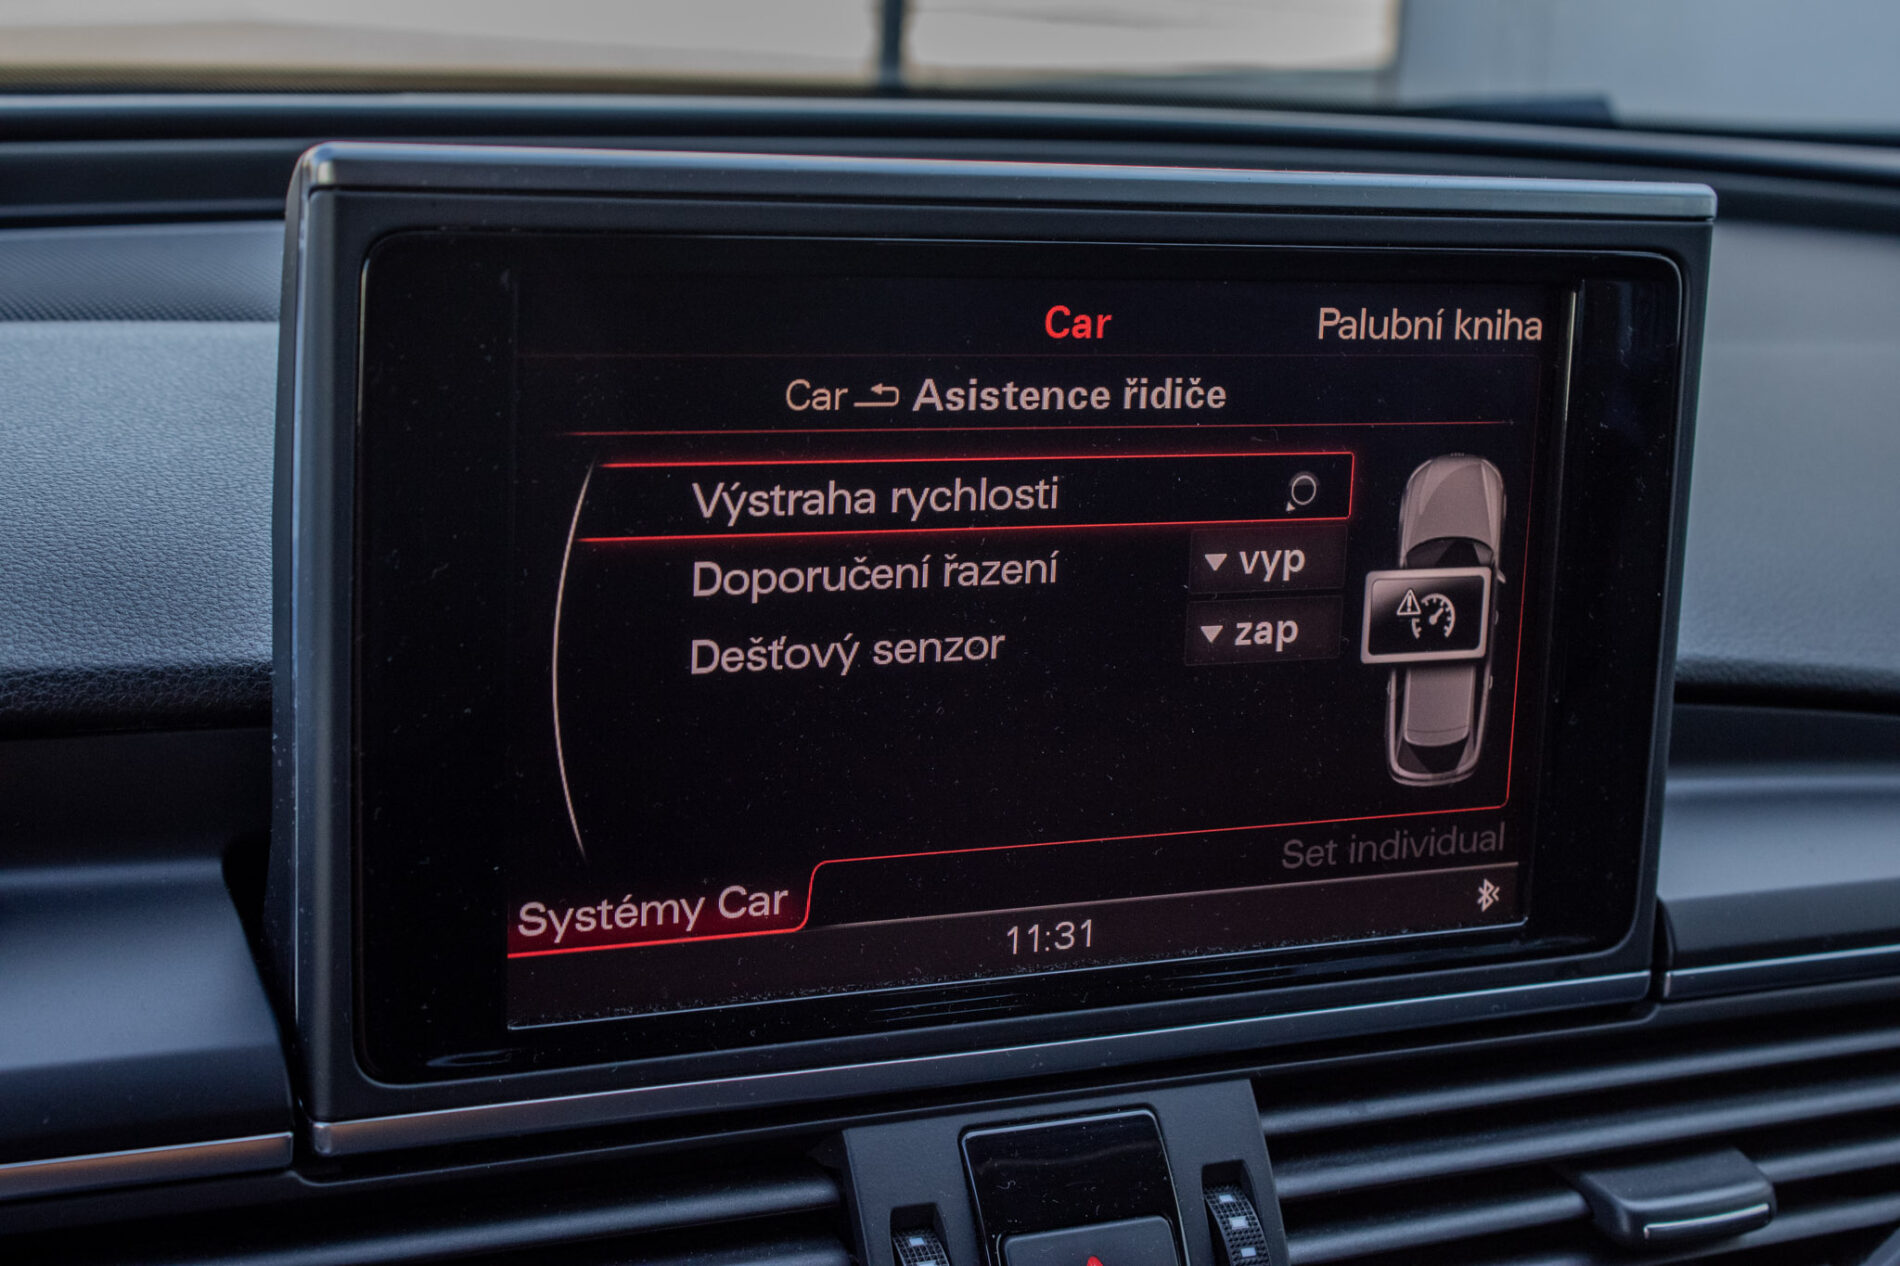 Car Palubní kniha
Car Asistence řidiče
Výstraha rychlosti
Doporučení řazení vyp
Dešťový senzor zap
Set individual
Systémy Car
11:31